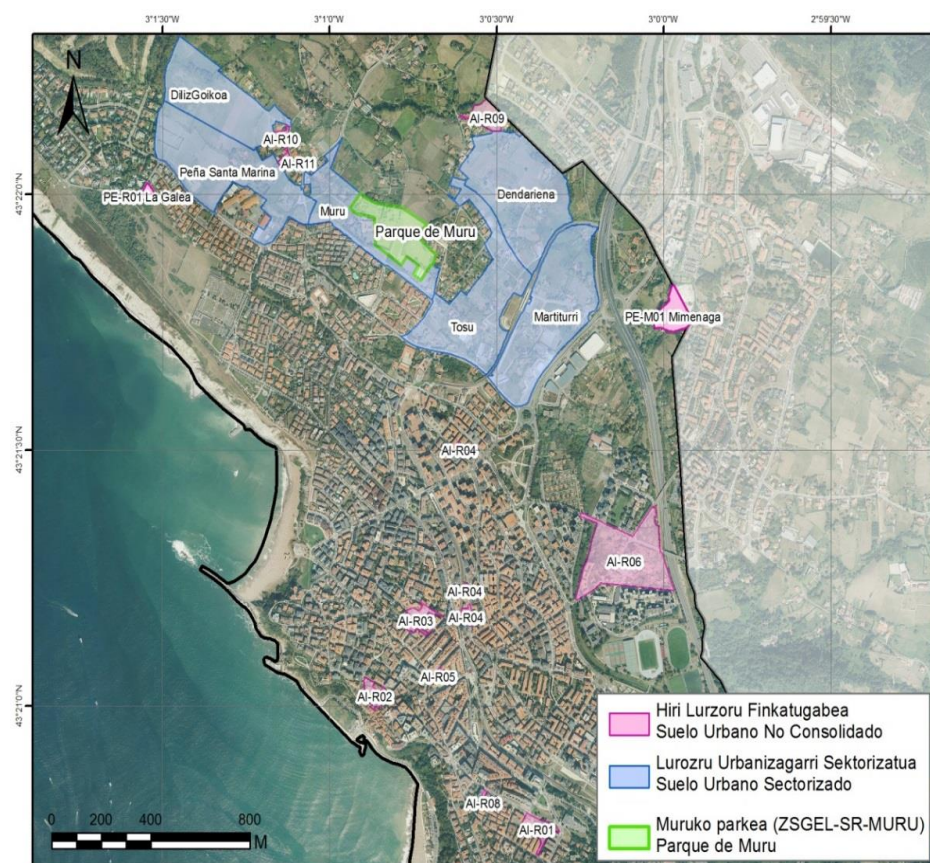 3°1'30"W
3°1'0"W
3°0'30"W
3°0'0"W
2°59'30"W
N
DilizGoikoa
AI-R09
AI-R10
AI-R11
Peña Santa Marina
Dendariena
43°22'0"N
PE-R01 La Galea
Muru
Parque de Muru
Tosu
Martiturri
PE-M01 Mimenaga
43°21'30"N
AI-R04
AI-R06
AI-R04
AI-R03
AI-R04
AI-R05
AI-R02
43°21'0"N
AI-R08
AI-R01
0 200 400 800
M
Hiri Lurzoru Finkatugabea
Suelo Urbano No Consolidado
Lurozru Urbanizagarri Sektorizatua
Suelo Urbano Sectorizado
Muruko parkea (ZSGEL-SR-MURU)
Parque de Muru